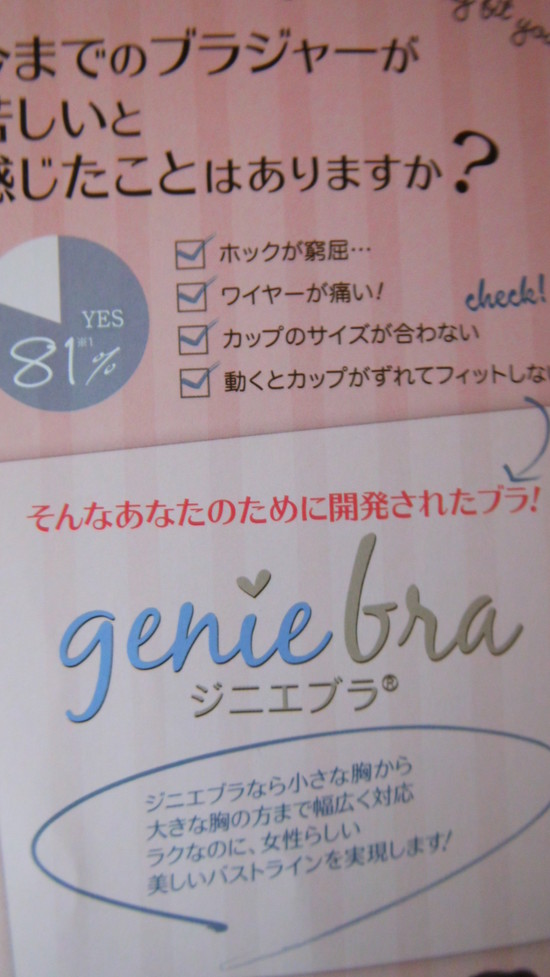 今までのブラジャーが
苦しいと
感じたことはありますか?
YES
81%
※1
☑ ホックが窮屈…
☑ ワイヤーが痛い!
☑ カップのサイズが合わない
☑ 動くとカップがずれてフィットしない
check!
そんなあなたのために開発されたブラ!
genie bra
ジニエブラ®
ジニエブラなら小さな胸から
大きな胸の方まで幅広く対応
ラクなのに、女性らしい
美しいバストラインを実現します!